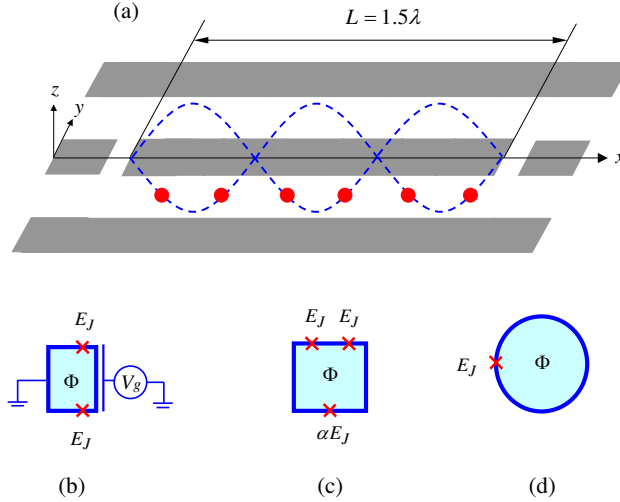 (a)
L = 1.5λ
z
y
x
E_J
E_J E_J
Φ
V_g
Φ
E_J
Φ
E_J
αE_J
(b)
(c)
(d)